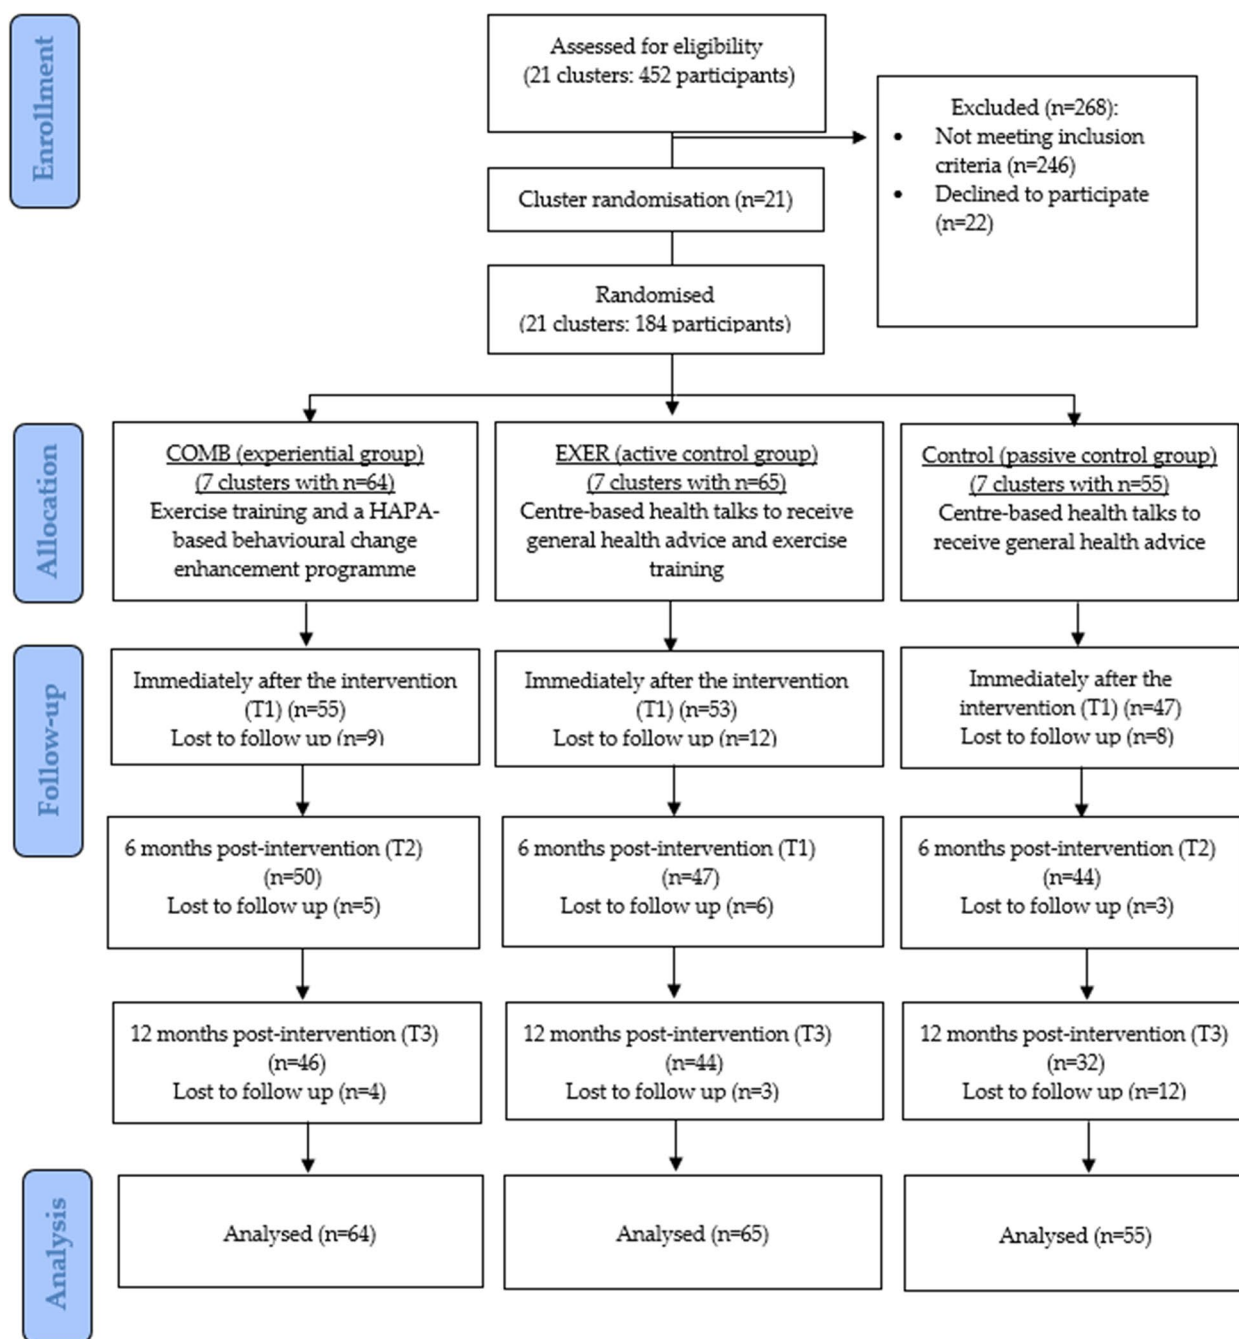 Enrollment
Assessed for eligibility
(21 clusters: 452 participants)
Excluded (n=268):
• Not meeting inclusion
criteria (n=246)
• Declined to participate
(n=22)
Cluster randomisation (n=21)
Randomised
(21 clusters: 184 participants)
Allocation
COMB (experiential group)
(7 clusters with n=64)
Exercise training and a HAPA-
based behavioural change
enhancement programme
EXER (active control group)
(7 clusters with n=65)
Centre-based health talks to receive
general health advice and exercise
training
Control (passive control group)
(7 clusters with n=55)
Centre-based health talks to
receive general health advice
Follow-up
Immediately after the intervention
(T1) (n=55)
Lost to follow up (n=9)
Immediately after the intervention
(T1) (n=53)
Lost to follow up (n=12)
Immediately after the
intervention (T1) (n=47)
Lost to follow up (n=8)
6 months post-intervention (T2)
(n=50)
Lost to follow up (n=5)
6 months post-intervention (T1)
(n=47)
Lost to follow up (n=6)
6 months post-intervention (T2)
(n=44)
Lost to follow up (n=3)
12 months post-intervention (T3)
(n=46)
Lost to follow up (n=4)
12 months post-intervention (T3)
(n=44)
Lost to follow up (n=3)
12 months post-intervention (T3)
(n=32)
Lost to follow up (n=12)
Analysis
Analysed (n=64)
Analysed (n=65)
Analysed (n=55)